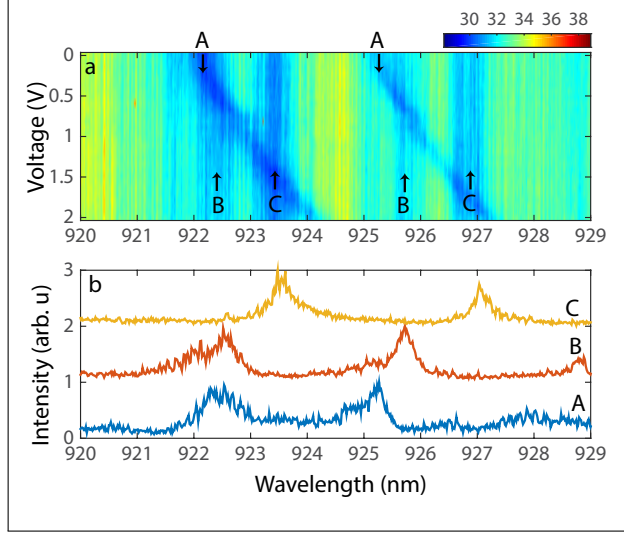 30 32 34 36 38
A A
a
0
0.5
1
1.5
2
Voltage (V)
B C B C
920 921 922 923 924 925 926 927 928 929
b
3
2
1
0
Intensity (arb. u)
C
B
A
920 921 922 923 924 925 926 927 928 929
Wavelength (nm)